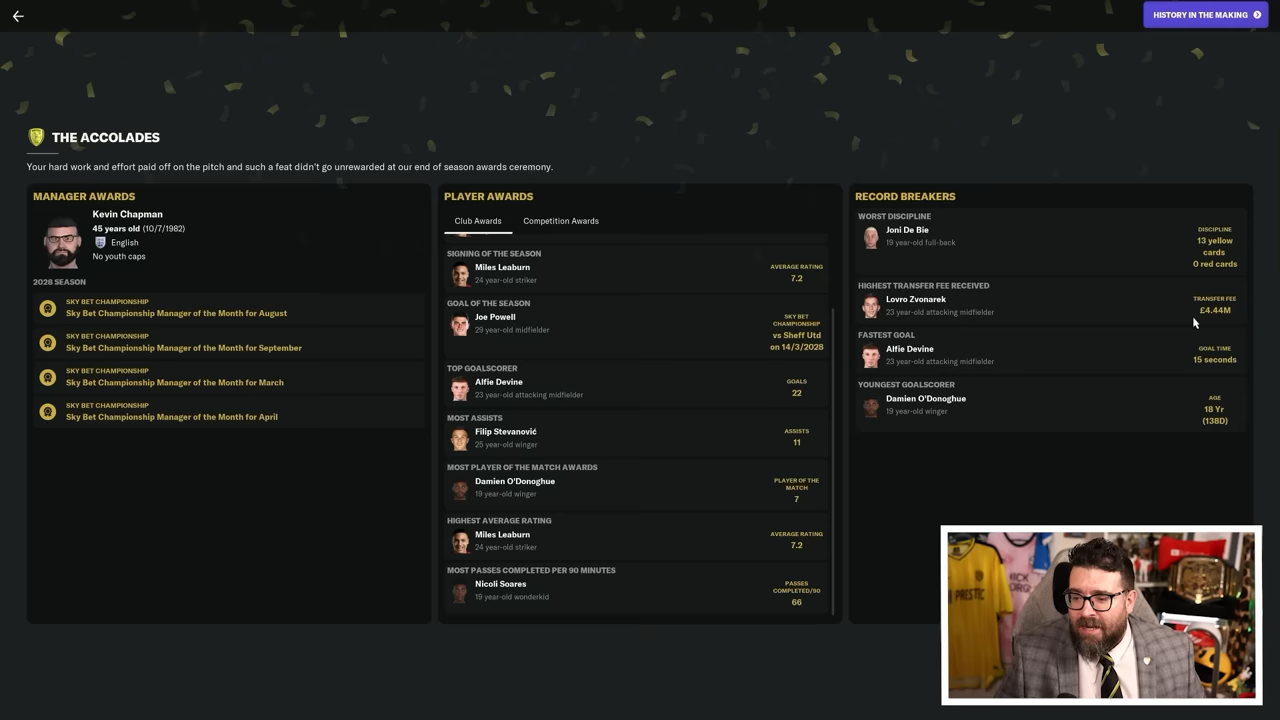 HISTORY IN THE MAKING
THE ACCOLADES
Your hard work and effort paid off on the pitch and such a feat didn't go unrewarded at our end of season awards ceremony.
MANAGER AWARDS
Kevin Chapman
45 years old (10/7/1982)
English
No youth caps
2028 SEASON
SKY BET CHAMPIONSHIP
Sky Bet Championship Manager of the Month for August
SKY BET CHAMPIONSHIP
Sky Bet Championship Manager of the Month for September
SKY BET CHAMPIONSHIP
Sky Bet Championship Manager of the Month for March
SKY BET CHAMPIONSHIP
Sky Bet Championship Manager of the Month for April
PLAYER AWARDS
Club Awards
Competition Awards
SIGNING OF THE SEASON
Miles Leaburn
24 year-old striker
AVERAGE RATING
7.2
GOAL OF THE SEASON
Joe Powell
29 year-old midfielder
SKY BET
CHAMPIONSHIP
vs Sheff Utd
on 14/3/2028
TOP GOALSCORER
Alfie Devine
23 year-old attacking midfielder
GOALS
22
MOST ASSISTS
Filip Stevanović
25 year-old winger
ASSISTS
11
MOST PLAYER OF THE MATCH AWARDS
Damien O'Donoghue
19 year-old winger
PLAYER OF THE
MATCH
7
HIGHEST AVERAGE RATING
Miles Leaburn
24 year-old striker
AVERAGE RATING
7.2
MOST PASSES COMPLETED PER 90 MINUTES
Nicoli Soares
19 year-old wonderkid
PASSES
COMPLETED/90
66
RECORD BREAKERS
WORST DISCIPLINE
Joni De Bie
19 year-old full-back
DISCIPLINE
13 yellow
cards
0 red cards
HIGHEST TRANSFER FEE RECEIVED
Lovro Zvonarek
23 year-old attacking midfielder
TRANSFER FEE
£4.44M
FASTEST GOAL
Alfie Devine
23 year-old attacking midfielder
GOAL TIME
15 seconds
YOUNGEST GOALSCORER
Damien O'Donoghue
19 year-old winger
AGE
18 Yr
(138D)
PRESTIC